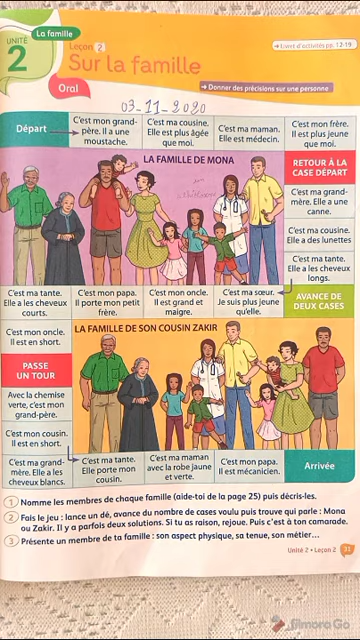 UNITÉ
2
La famille
Leçon 2
Sur la famille
Livret d'activités pp. 12-19
Oral
Donner des précisions sur une personne
03_11_2020
Départ
C'est mon grand-
père. Il a une
moustache.
C'est ma cousine.
Elle est plus âgée
que moi.
C'est ma maman.
Elle est médecin.
C'est mon frère.
Il est plus jeune
que moi.
LA FAMILLE DE MONA
RETOUR À LA
CASE DÉPART
C'est ma grand-
mère. Elle a une
canne.
C'est ma cousine.
Elle a des lunettes
C'est ma tante.
Elle a les cheveux
longs.
C'est ma tante.
Elle a les cheveux
courts.
C'est mon papa.
Il porte mon petit
frère.
C'est mon oncle.
Il est grand et
maigre.
C'est ma sœur.
Je suis plus jeune
qu'elle.
AVANCE DE
DEUX CASES
C'est mon oncle.
Il est en short.
LA FAMILLE DE SON COUSIN ZAKIR
PASSE
UN TOUR
Avec la chemise
verte, c'est mon
grand-père.
C'est mon cousin.
Il est en short.
C'est ma grand-
mère. Elle a les
cheveux blancs.
C'est ma tante.
Elle porte mon
cousin.
C'est ma maman
avec la robe jaune
et verte.
C'est mon papa.
Il est mécanicien.
Arrivée
1 Nomme les membres de chaque famille (aide-toi de la page 25) puis décris-les.
2 Fais le jeu : lance un dé, avance du nombre de cases voulu puis trouve qui parle : Mona
ou Zakir. Il y a parfois deux solutions. Si tu as raison, rejoue. Puis c'est à ton camarade.
3 Présente un membre de ta famille : son aspect physique, sa tenue, son métier...
Unité 2 • Leçon 2
31
filmora Go